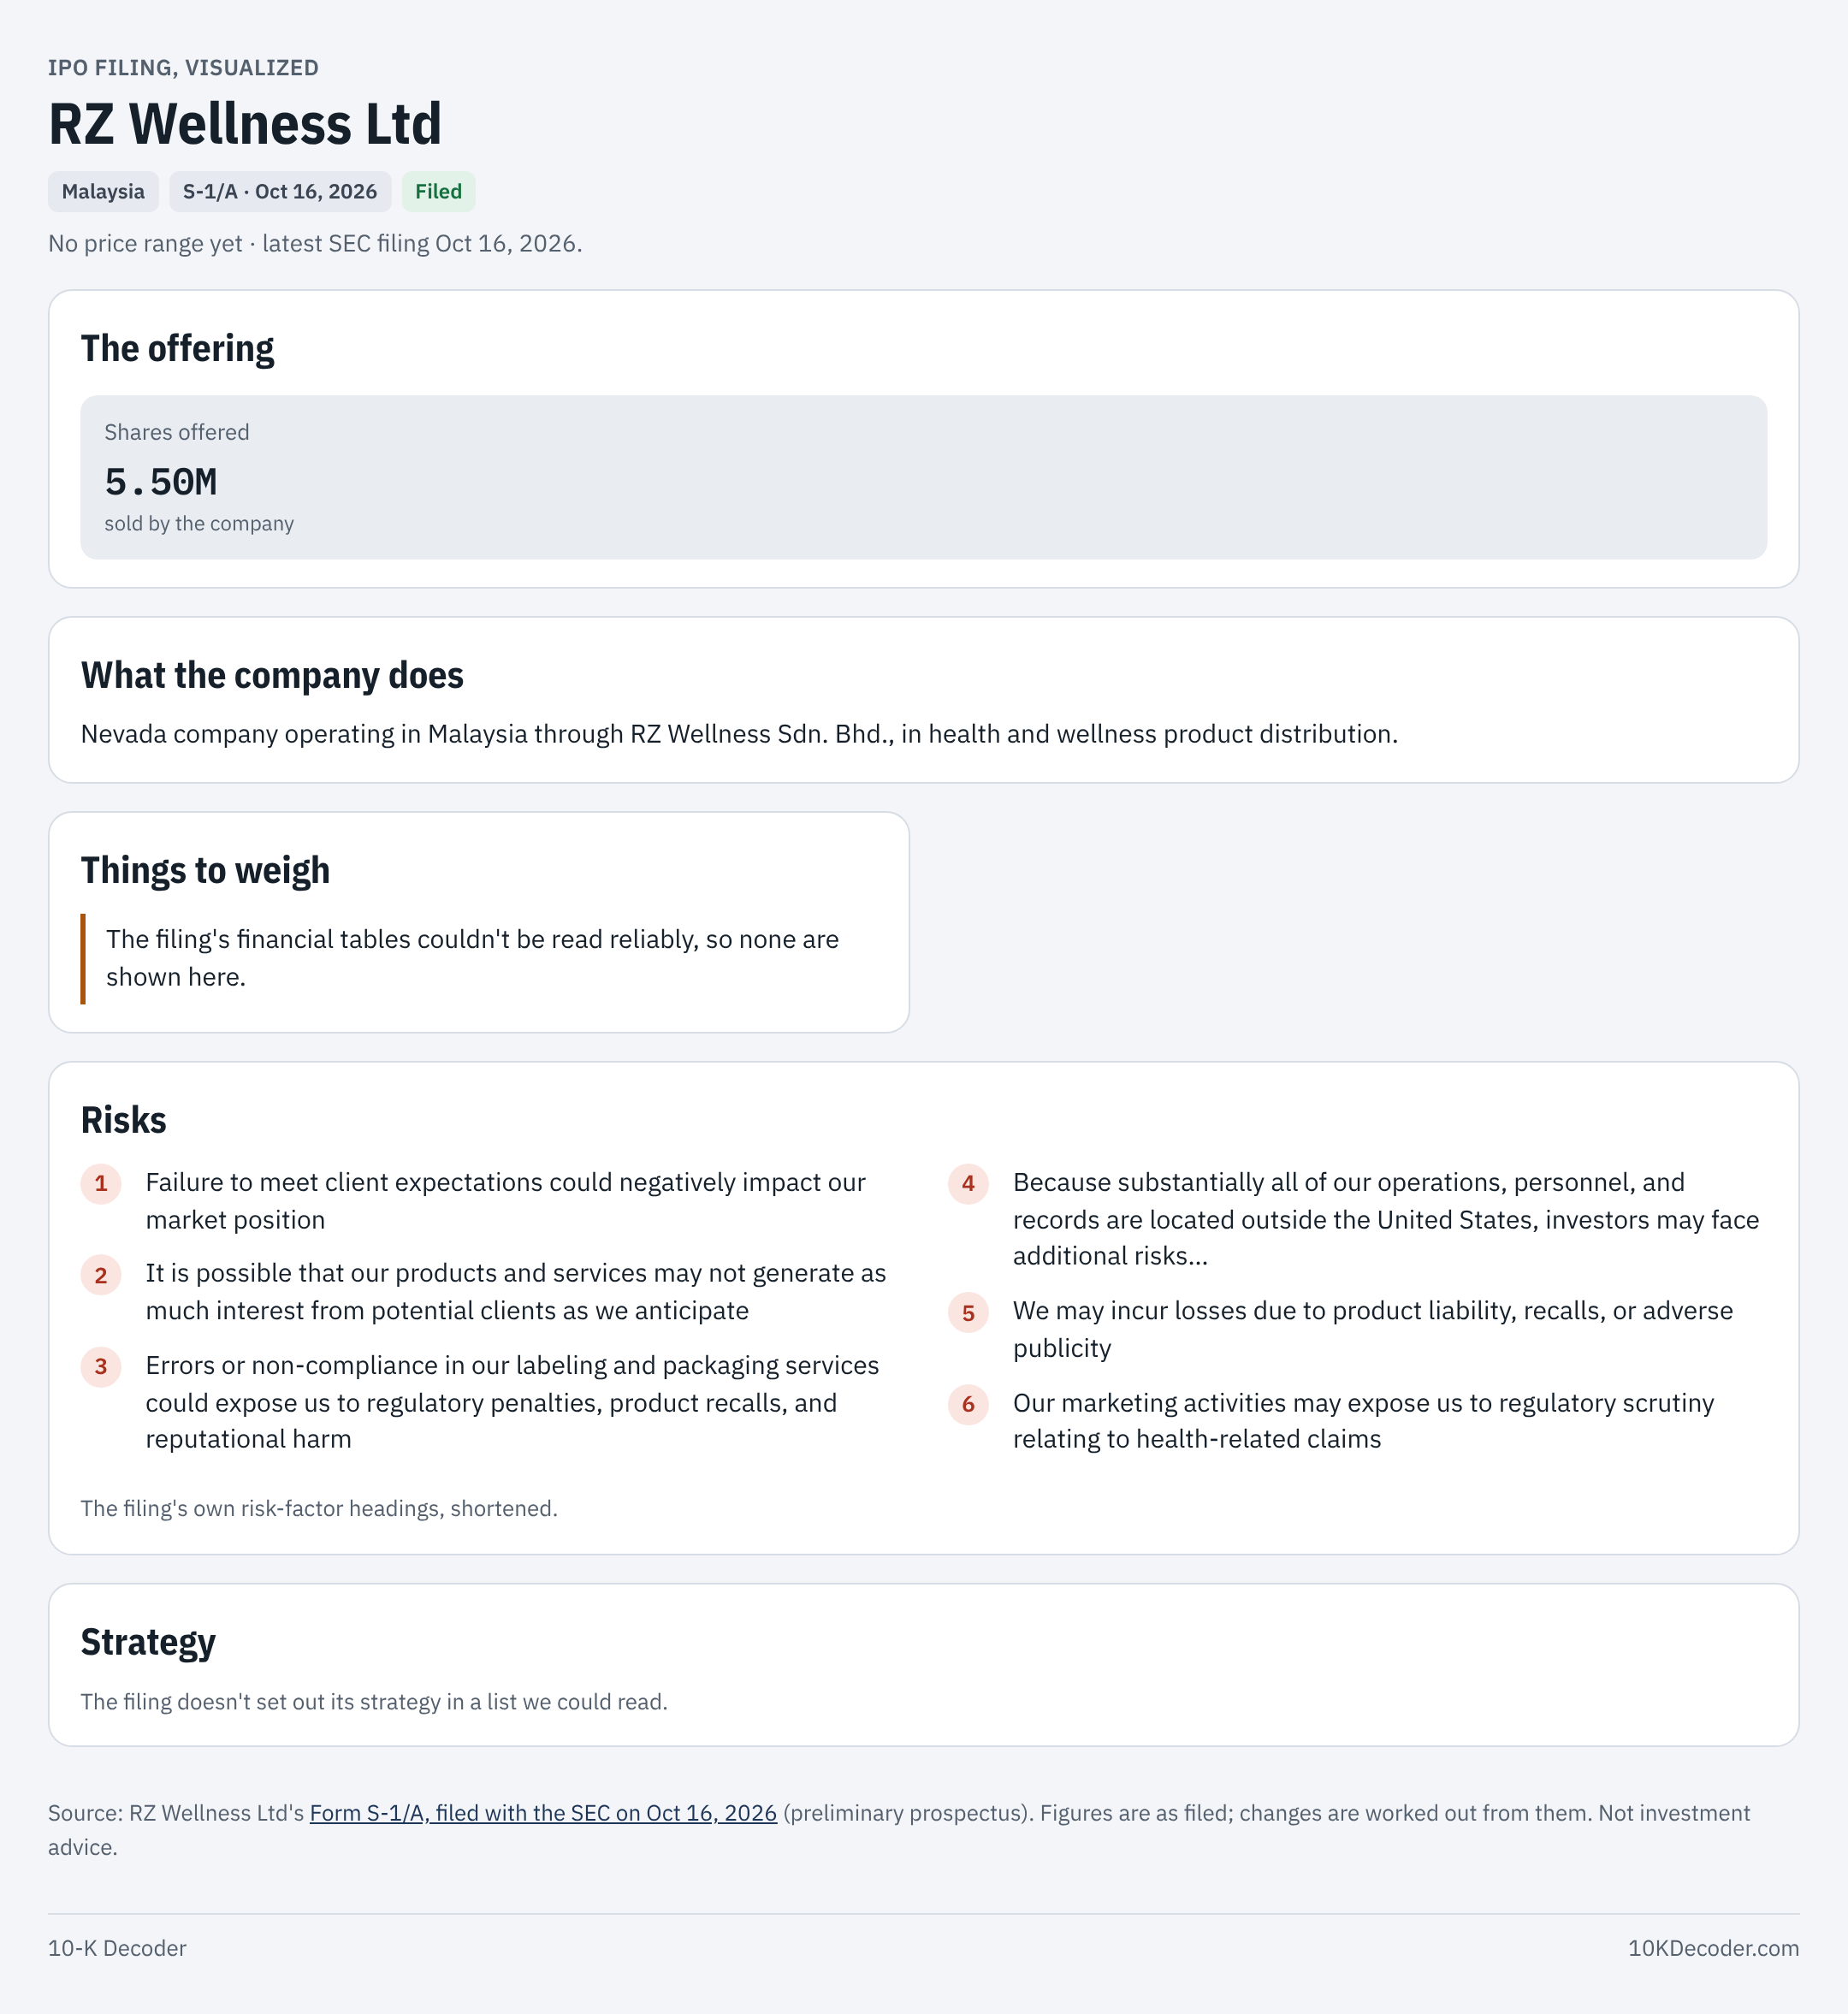 IPO FILING, VISUALIZED
RZ Wellness Ltd
Malaysia
S-1/A · Oct 16, 2026
Filed
No price range yet · latest SEC filing Oct 16, 2026.
The offering
Shares offered
5.50M
sold by the company
What the company does
Nevada company operating in Malaysia through RZ Wellness Sdn. Bhd., in health and wellness product distribution.
Things to weigh
The filing's financial tables couldn't be read reliably, so none are
shown here.
Risks
1 Failure to meet client expectations could negatively impact our
market position
2 It is possible that our products and services may not generate as
much interest from potential clients as we anticipate
3 Errors or non-compliance in our labeling and packaging services
could expose us to regulatory penalties, product recalls, and
reputational harm
4 Because substantially all of our operations, personnel, and
records are located outside the United States, investors may face
additional risks...
5 We may incur losses due to product liability, recalls, or adverse
publicity
6 Our marketing activities may expose us to regulatory scrutiny
relating to health-related claims
The filing's own risk-factor headings, shortened.
Strategy
The filing doesn't set out its strategy in a list we could read.
Source: RZ Wellness Ltd's Form S-1/A, filed with the SEC on Oct 16, 2026 (preliminary prospectus). Figures are as filed; changes are worked out from them. Not investment
advice.
10-K Decoder
10KDecoder.com